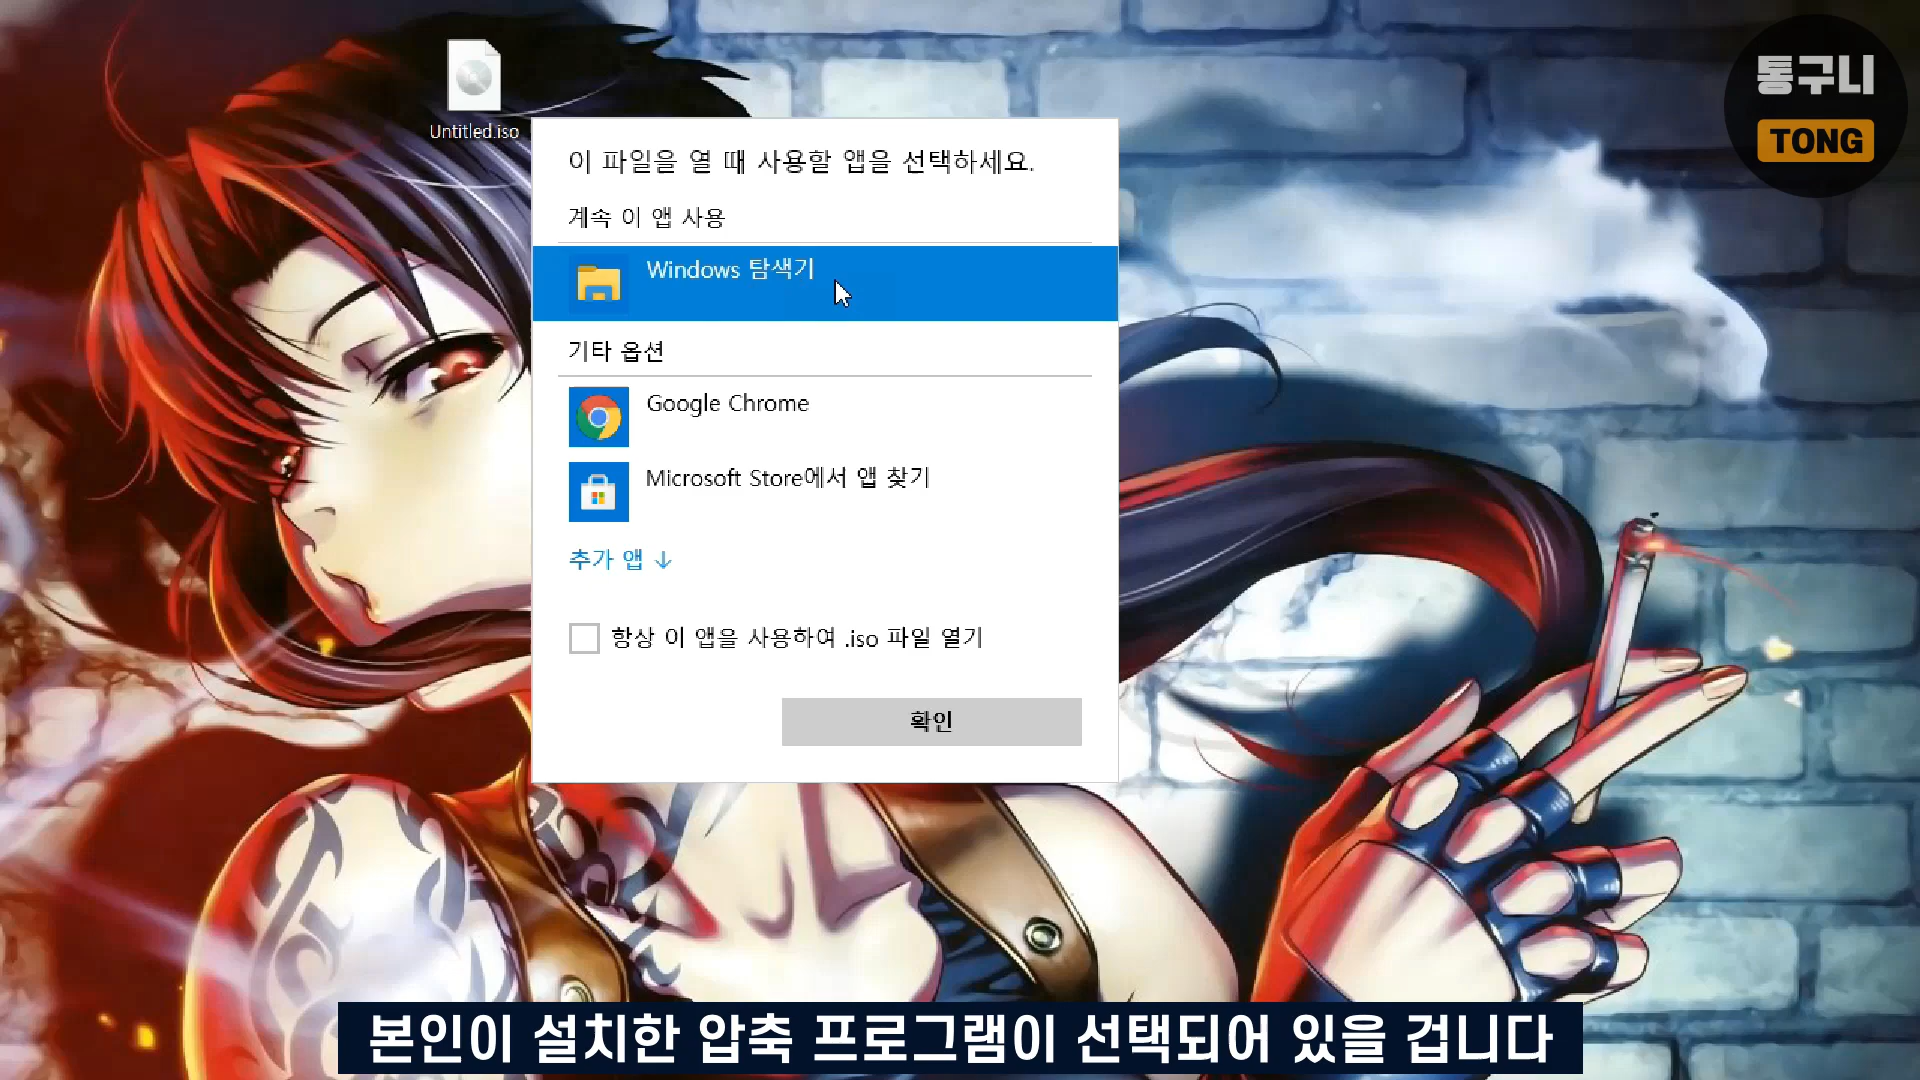 통구니
TONG
Untitled.iso
이 파일을 열 때 사용할 앱을 선택하세요.
계속 이 앱 사용
Windows 탐색기
기타 옵션
Google Chrome
Microsoft Store에서 앱 찾기
추가 앱 ↓
항상 이 앱을 사용하여 .iso 파일 열기
확인
본인이 설치한 압축 프로그램이 선택되어 있을 겁니다